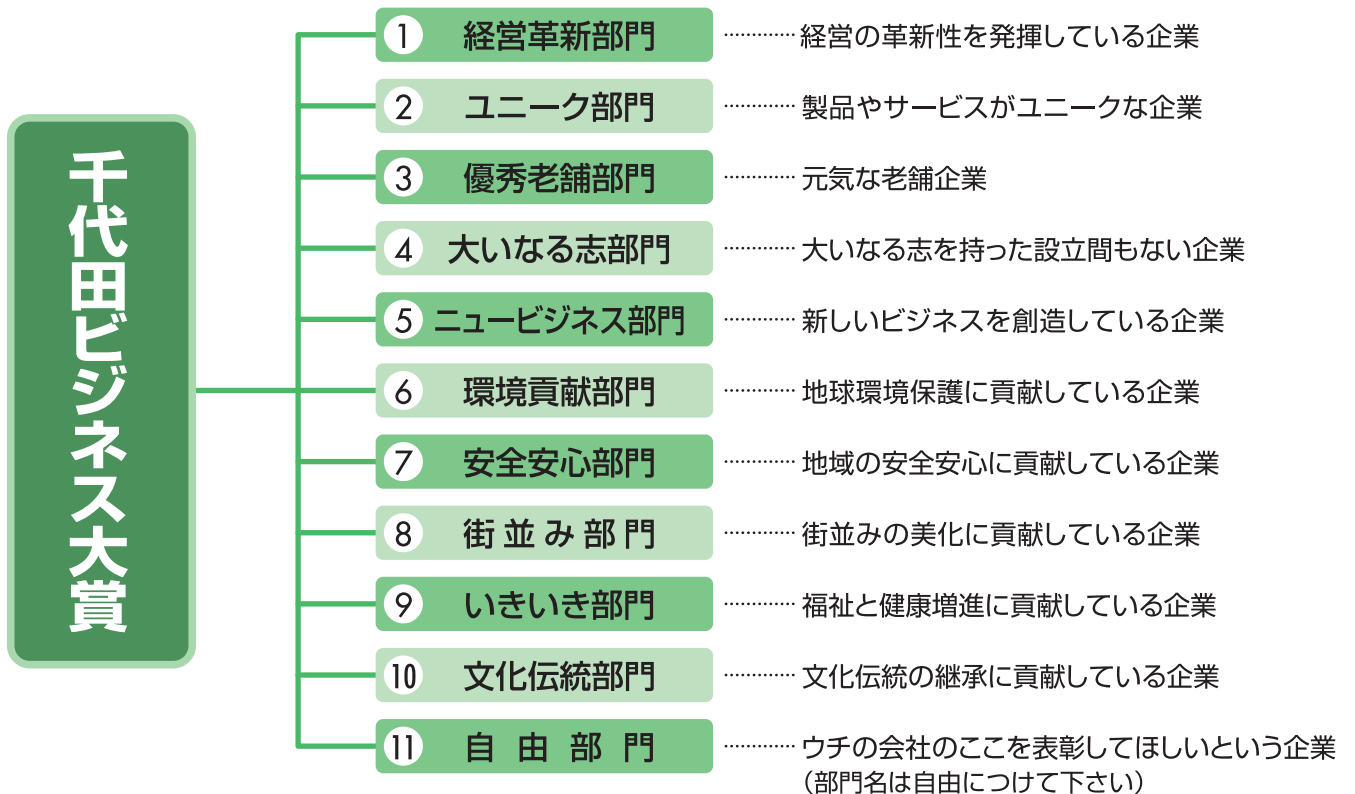 千代田ビジネス大賞
1 経営革新部門 経営の革新性を発揮している企業
2 ユニーク部門 製品やサービスがユニークな企業
3 優秀老舗部門 元気な老舗企業
4 大いなる志部門 大いなる志を持った設立間もない企業
5 ニュービジネス部門 新しいビジネスを創造している企業
6 環境貢献部門 地球環境保護に貢献している企業
7 安全安心部門 地域の安全安心に貢献している企業
8 街並み部門 街並みの美化に貢献している企業
9 いきいき部門 福祉と健康増進に貢献している企業
10 文化伝統部門 文化伝統の継承に貢献している企業
11 自由部門 ウチの会社のここを表彰してほしいという企業
（部門名は自由につけて下さい）